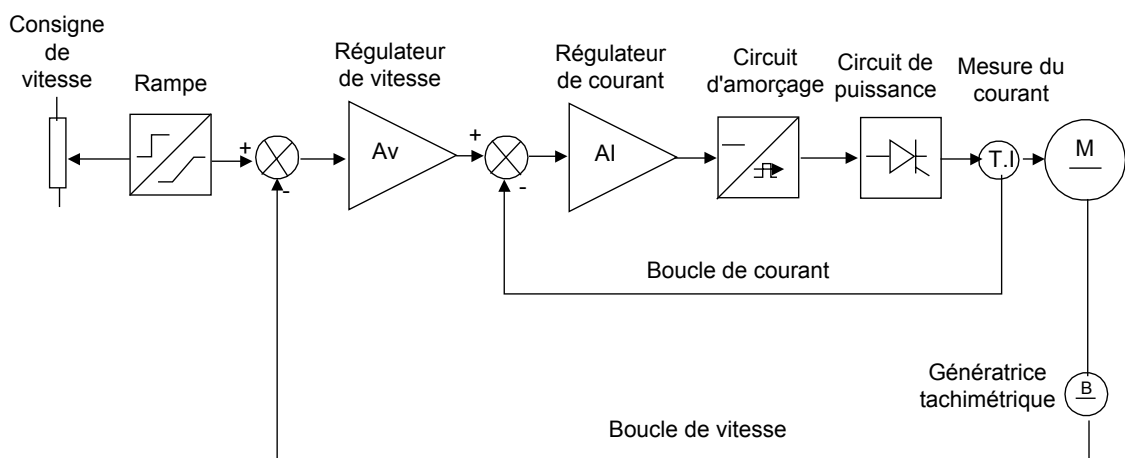 Consigne
de
vitesse
Rampe
Régulateur
de vitesse
Régulateur
de courant
Circuit
d'amorçage
Circuit de
puissance
Mesure du
courant
+
-
Av
+
-
AI
T.I
M
Boucle de courant
Génératrice
tachimétrique
B
Boucle de vitesse